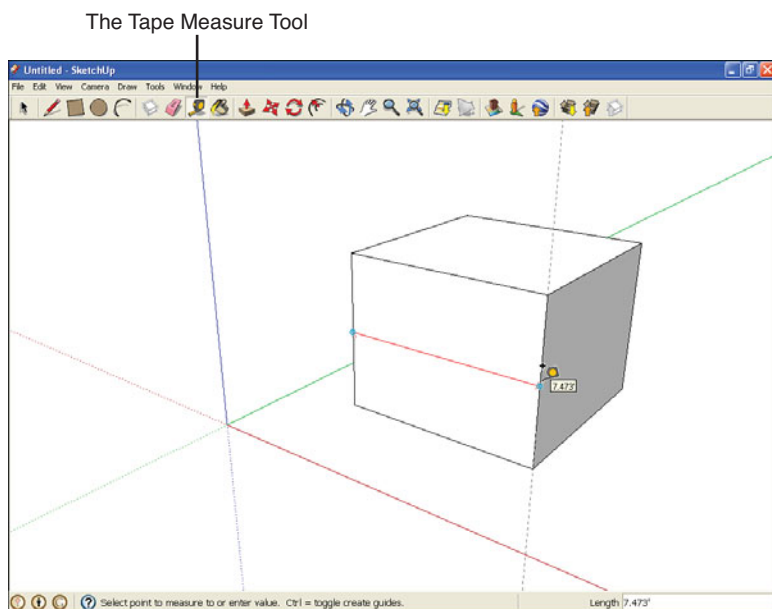 The Tape Measure Tool
Untitled - SketchUp
File Edit View Camera Draw Tools Window Help
7.473'
Select point to measure to or enter value. Ctrl = toggle create guides.
Length 7.473'